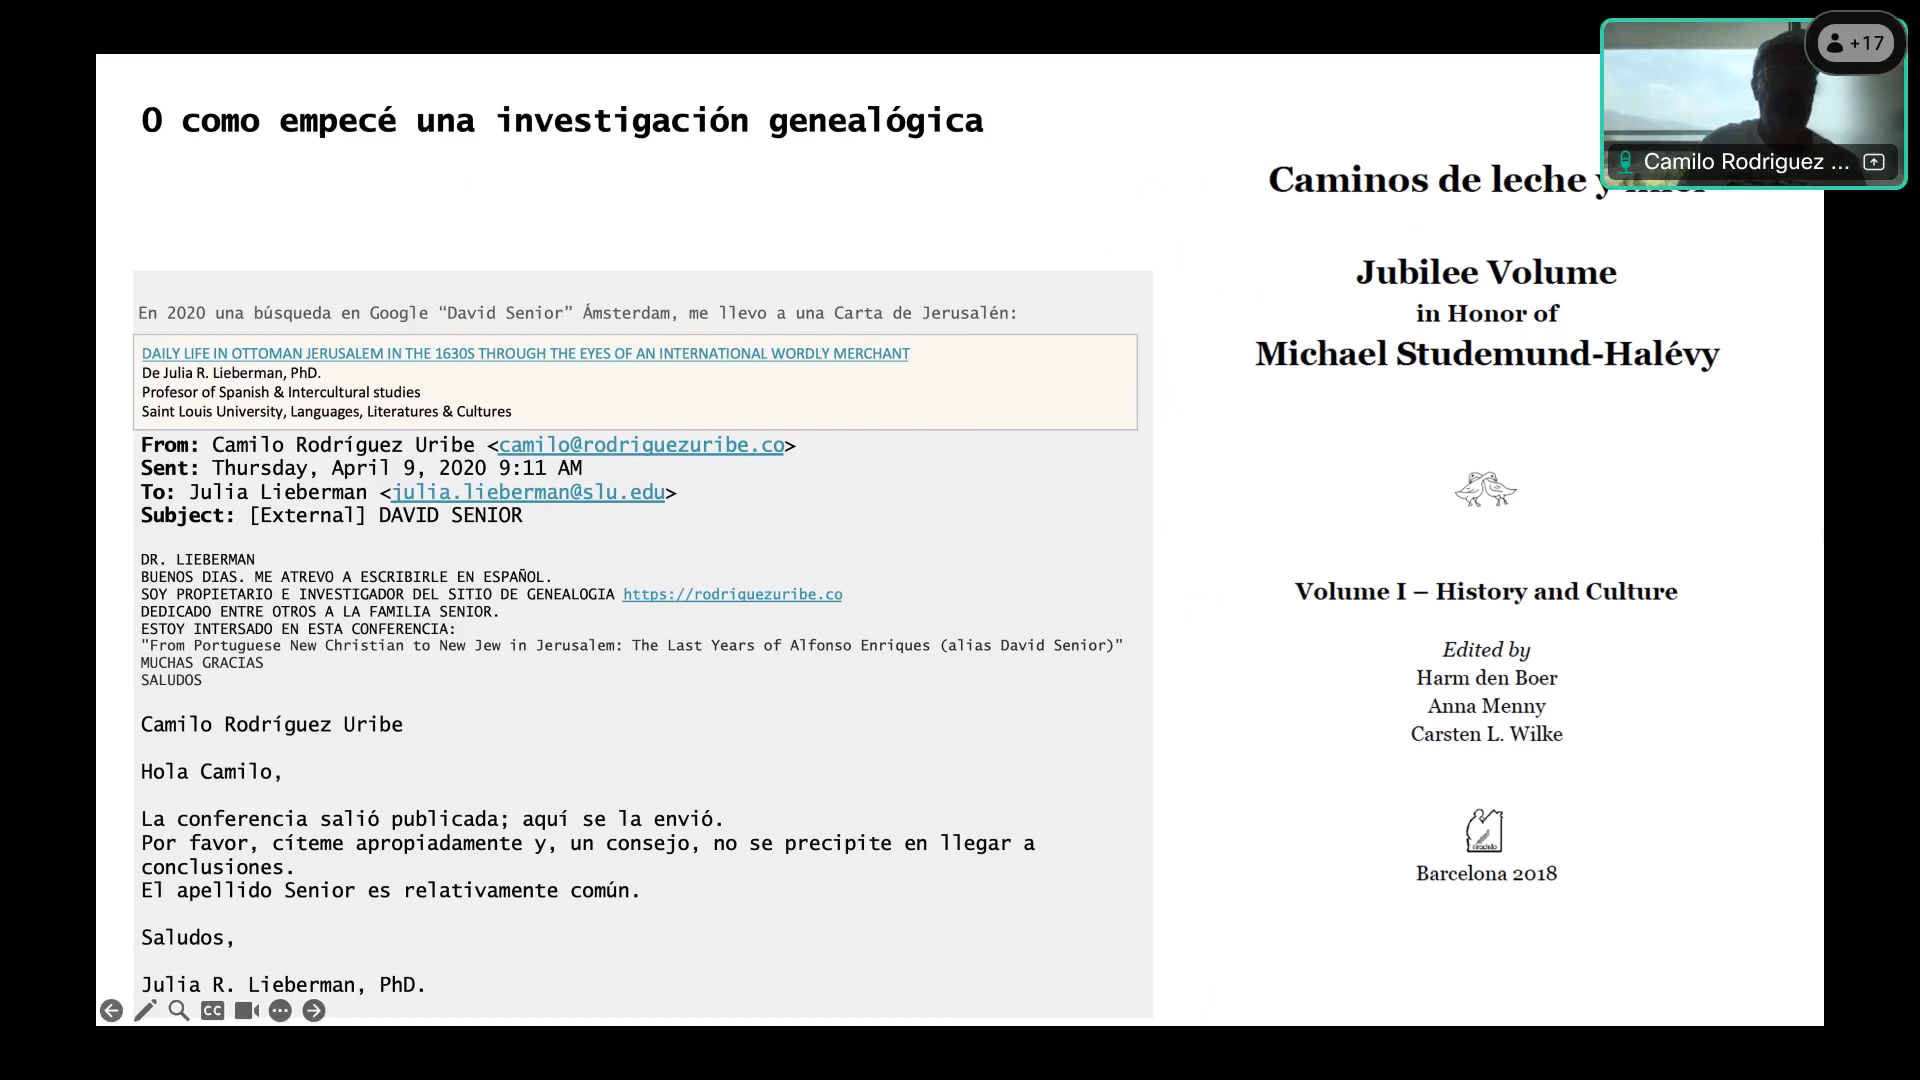 +17
Camilo Rodriguez ...
O como empecé una investigación genealógica
En 2020 una búsqueda en Google “David Senior” Ámsterdam, me llevo a una Carta de Jerusalén:
DAILY LIFE IN OTTOMAN JERUSALEM IN THE 1630S THROUGH THE EYES OF AN INTERNATIONAL WORDLY MERCHANT
De Julia R. Lieberman, PhD.
Profesor of Spanish & Intercultural studies
Saint Louis University, Languages, Literatures & Cultures
From: Camilo Rodríguez Uribe <camilo@rodriguezuribe.co>
Sent: Thursday, April 9, 2020 9:11 AM
To: Julia Lieberman <julia.lieberman@slu.edu>
Subject: [External] DAVID SENIOR
DR. LIEBERMAN
BUENOS DIAS. ME ATREVO A ESCRIBIRLE EN ESPAÑOL.
SOY PROPIETARIO E INVESTIGADOR DEL SITIO DE GENEALOGIA https://rodriguezuribe.co
DEDICADO ENTRE OTROS A LA FAMILIA SENIOR.
ESTOY INTERSADO EN ESTA CONFERENCIA:
"From Portuguese New Christian to New Jew in Jerusalem: The Last Years of Alfonso Enriques (alias David Senior)”
MUCHAS GRACIAS
SALUDOS
Camilo Rodríguez Uribe
Hola Camilo,
La conferencia salió publicada; aquí se la envió.
Por favor, cíteme apropiadamente y, un consejo, no se precipite en llegar a
conclusiones.
El apellido Senior es relativamente común.
Saludos,
Julia R. Lieberman, PhD.
CC
Caminos de leche y
Jubilee Volume
in Honor of
Michael Studemund-Halévy
Volume I – History and Culture
Edited by
Harm den Boer
Anna Menny
Carsten L. Wilke
Barcelona 2018